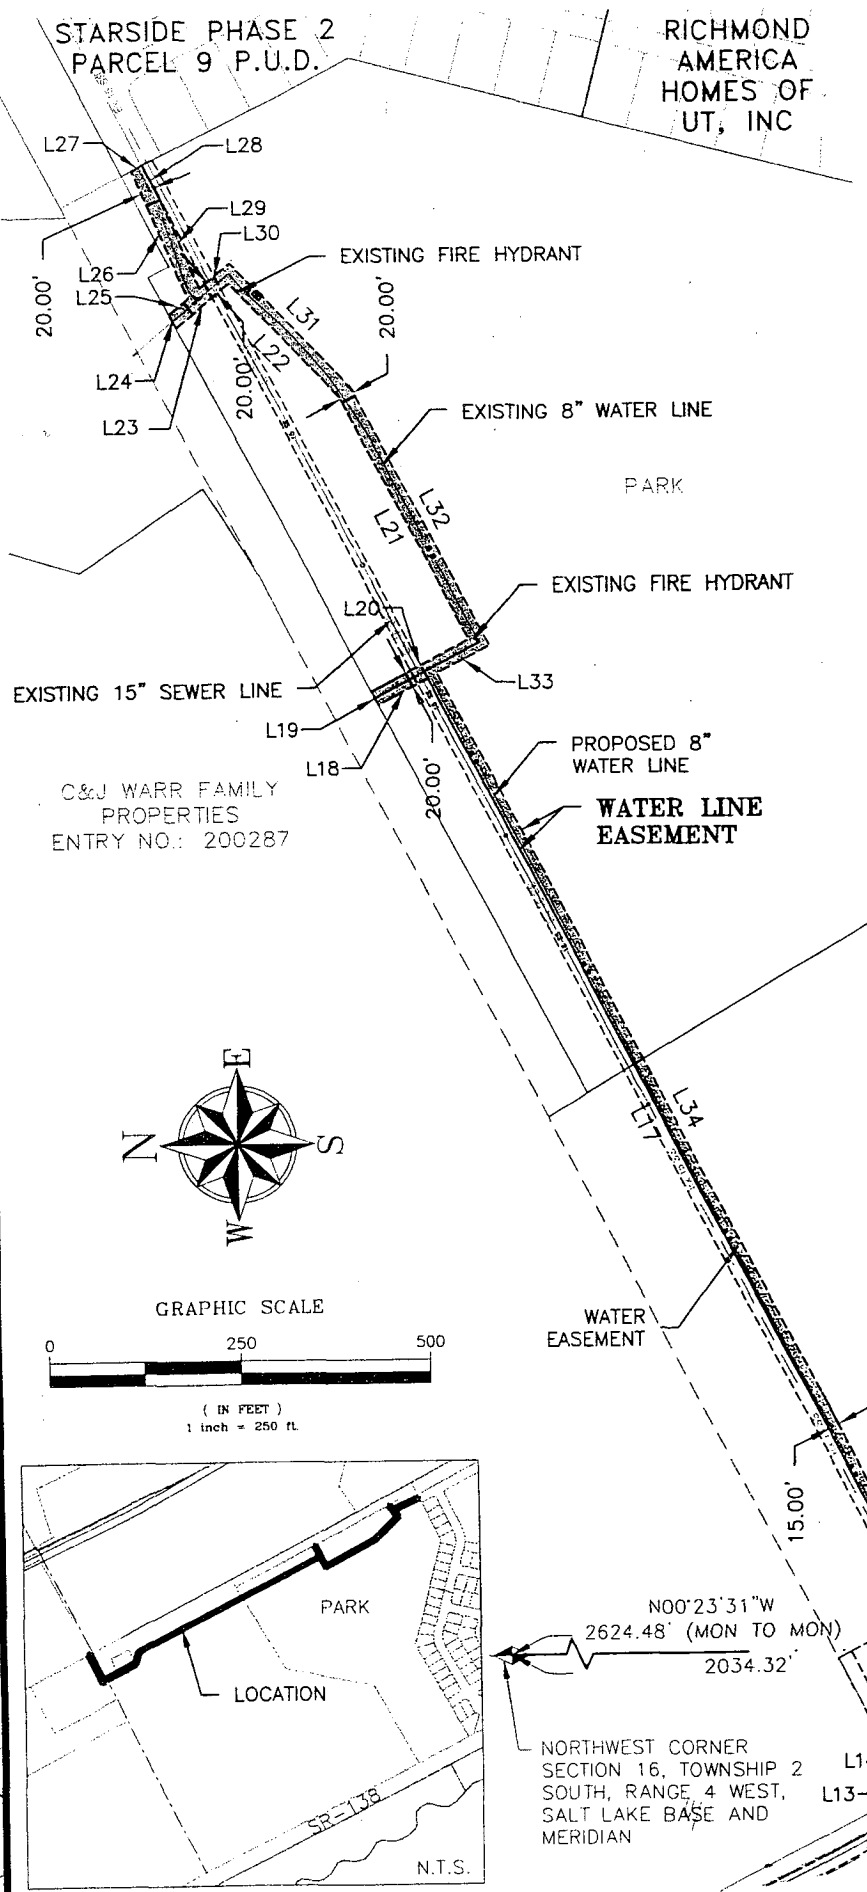 STARSIDE PHASE 2
PARCEL 9 P.U.D.
RICHMOND
AMERICA
HOMES OF
UT, INC
L27
L28
L29
L30
20.00'
L26
L25
EXISTING FIRE HYDRANT
L31
20.00'
L22
20.00'
L24
L23
EXISTING 8" WATER LINE
PARK
L32
L21
EXISTING FIRE HYDRANT
L20
EXISTING 15" SEWER LINE
L33
L19
L18
20.00'
PROPOSED 8"
WATER LINE
C&J WARR FAMILY
PROPERTIES
ENTRY NO.: 200287
WATER LINE
EASEMENT
E
N
S
W
L34
L17
GRAPHIC SCALE
0
250
500
( IN FEET )
1 inch = 250 ft.
WATER
EASEMENT
15.00'
PARK
LOCATION
SR-138
N.T.S.
N00°23'31"W
2624.48' (MON TO MON)
2034.32'
NORTHWEST CORNER
SECTION 16, TOWNSHIP 2
SOUTH, RANGE 4 WEST,
SALT LAKE BASE AND
MERIDIAN
L13